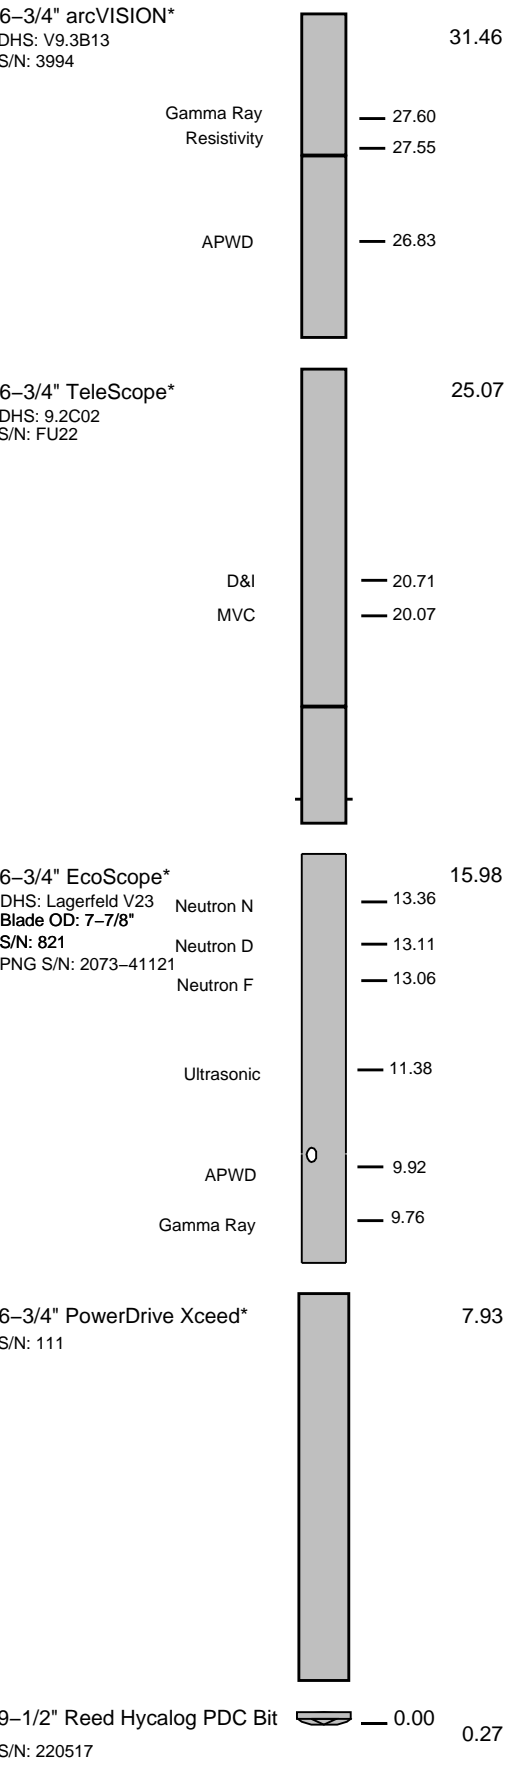 6−3/4" arcVISION*
31.46
DHS: V9.3B13
S/N: 3994
Gamma Ray 27.60
Resistivity 27.55
APWD 26.83
6−3/4" TeleScope* 25.07
DHS: 9.2C02
S/N: FU22
D&I 20.71
MVC 20.07
6−3/4" EcoScope* 15.98
DHS: Lagerfeld V23
Neutron N 13.36
Blade OD: 7−7/8"
S/N: 821
Neutron D 13.11
PNG S/N: 2073−41121
Neutron F 13.06
Ultrasonic 11.38
APWD 9.92
Gamma Ray 9.76
6−3/4" PowerDrive Xceed* 7.93
S/N: 111
9−1/2" Reed Hycalog PDC Bit 0.00
0.27
S/N: 220517